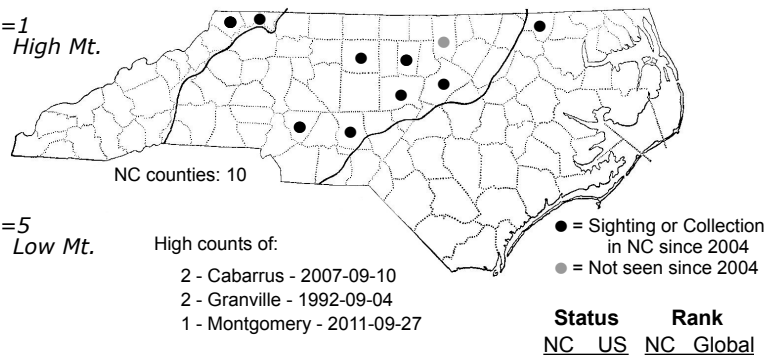 =1
High Mt.
NC counties: 10
=5
Low Mt.
High counts of:
2 - Cabarrus - 2007-09-10
2 - Granville - 1992-09-04
1 - Montgomery - 2011-09-27
● = Sighting or Collection
in NC since 2004
● = Not seen since 2004
Status Rank
NC US NC Global